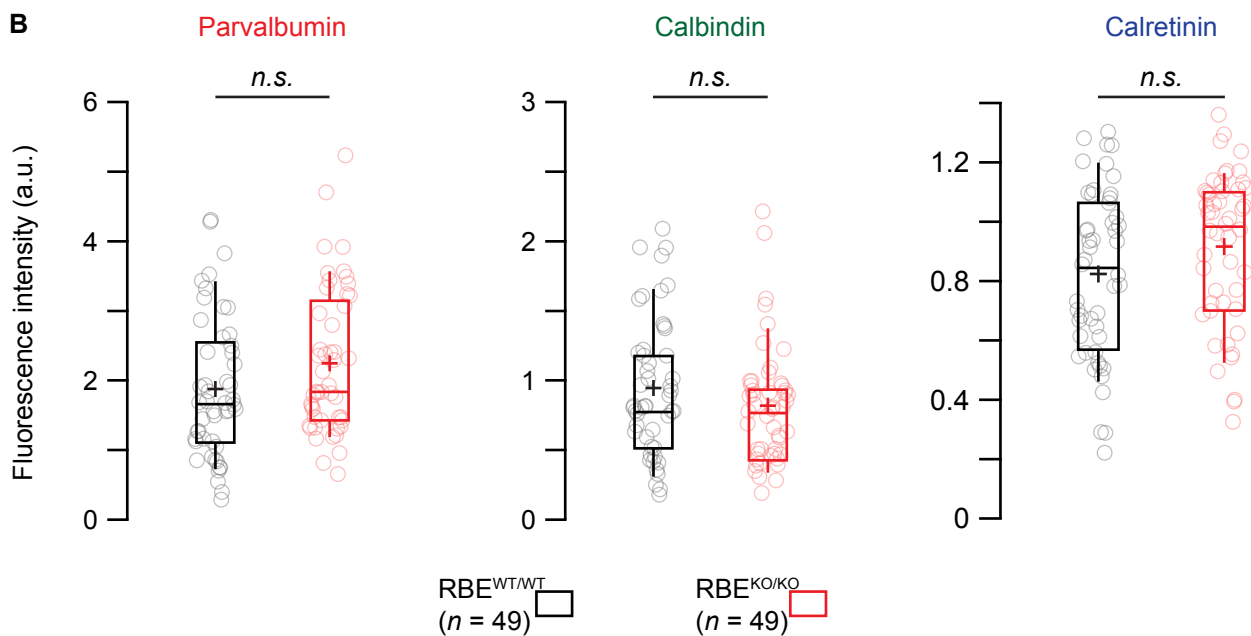 B
Parvalbumin
Calbindin
Calretinin
n.s.
n.s.
n.s.
Fluorescence intensity (a.u.)
6
4
2
0
3
2
1
0
1.2
0.8
0.4
0
RBE^WT/WT
(n = 49)
RBE^KO/KO
(n = 49)